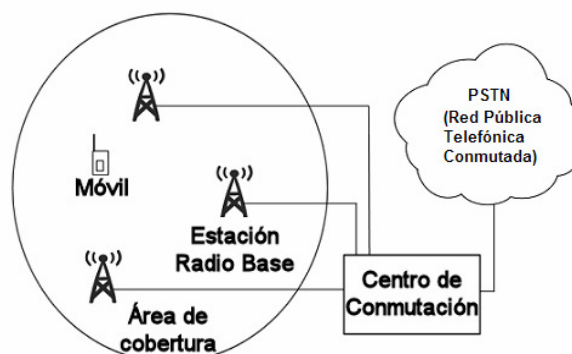 PSTN
(Red Pública
Telefónica
Conmutada)
Móvil
Estación
Radio Base
Centro de
Conmutación
Área de
cobertura